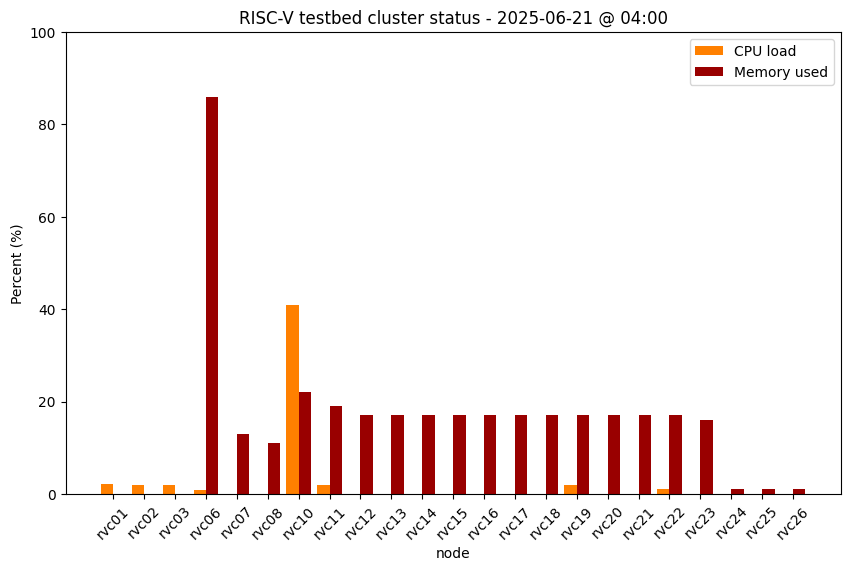 RISC-V testbed cluster status - 2025-06-21 @ 04:00
CPU load
Memory used
100
80
60
40
20
0
Percent (%)
rvc01 rvc02 rvc03 rvc06 rvc07 rvc08 rvc10 rvc11 rvc12 rvc13 rvc14 rvc15 rvc16 rvc17 rvc18 rvc19 rvc20 rvc21 rvc22 rvc23 rvc24 rvc25 rvc26
node